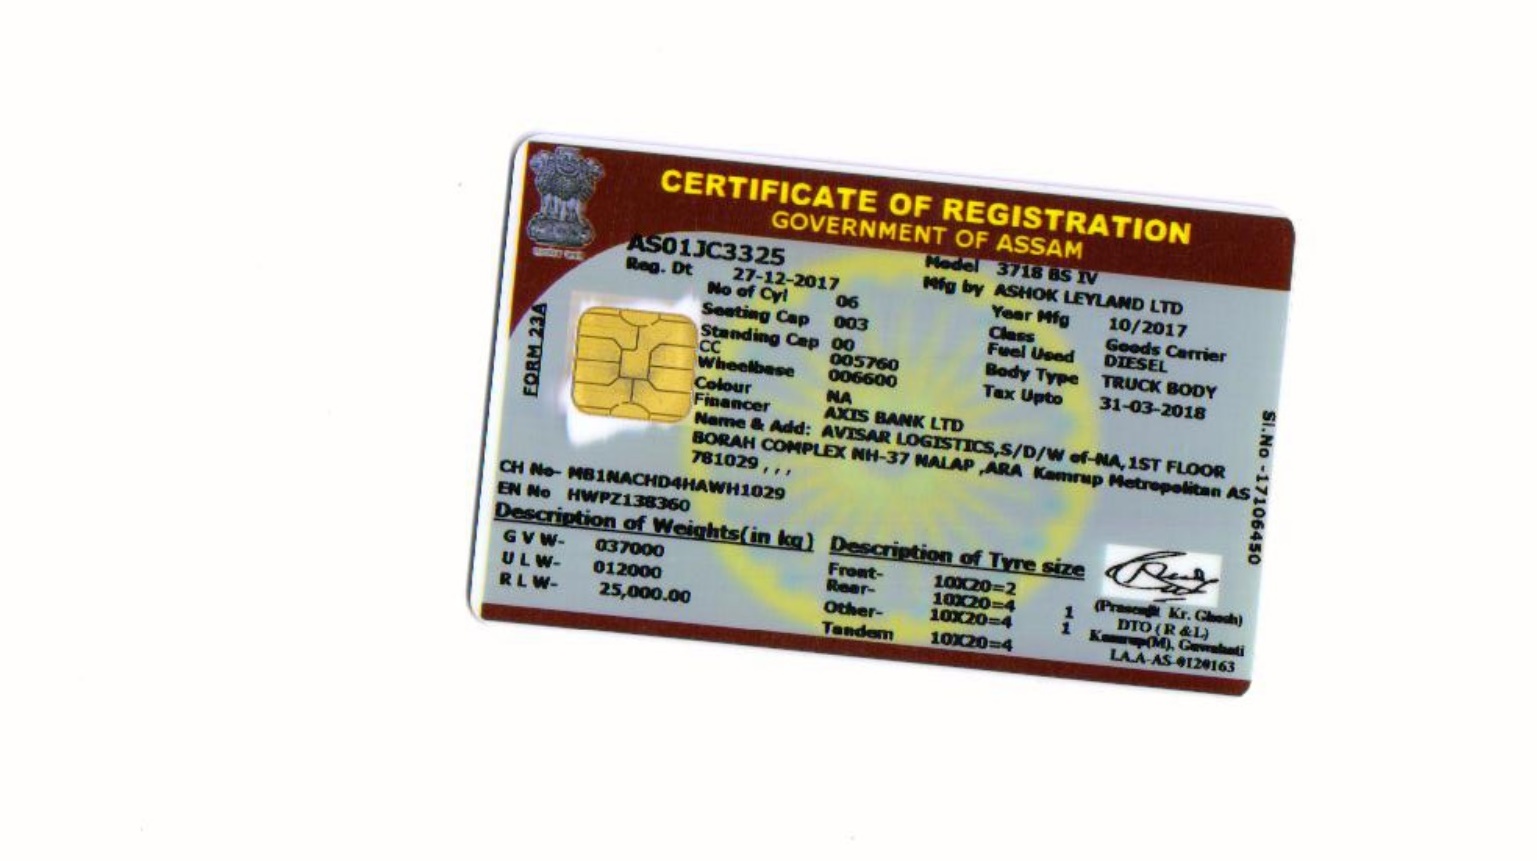 CERTIFICATE OF REGISTRATION
GOVERNMENT OF ASSAM
AS01JC3325
Reg. Dt 27-12-2017
Model 3718 BS IV
Mfg by ASHOK LEYLAND LTD
No of Cyl 06
Year Mfg 10/2017
Seating Cap 003
Class Goods Carrier
Standing Cap 00
Fuel Used DIESEL
CC 005760
Body Type TRUCK BODY
Wheelbase 006600
Tax Upto 31-03-2018
Colour NA
Financer AXIS BANK LTD
Name & Add: AVISAR LOGISTICS,S/D/W of-NA,1ST FLOOR
BORAH COMPLEX NH-37 NALAP ,ARA Kamrup Metropolitan AS
781029 , , ,
FORM 23A
CH No- MB1NACHD4HAWH1029
EN No HWPZ138360
Description of Weights(in kg)
G V W- 037000
U L W- 012000
R L W- 25,000.00
Description of Tyre size
Front- 10X20=2
Rear- 10X20=4 1
Other- 10X20=4 1
Tandem 10X20=4
(Prasenjit Kr. Ghosh)
DTO ( R &L)
Kamrup(M), Guwahati
LA.A-AS-0120163
Sl.No - 17106450